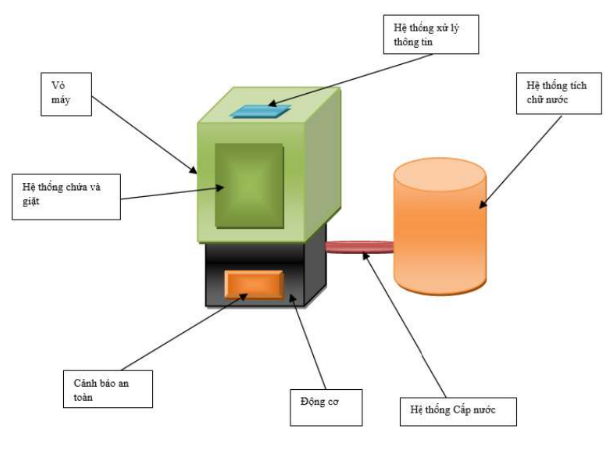 Hệ thống xử lý
thông tin
Vỏ
máy
Hệ thống tích
chữ nước
Hệ thống chứa và
giặt
Cảnh báo an
toàn
Động cơ
Hệ thống Cấp nước